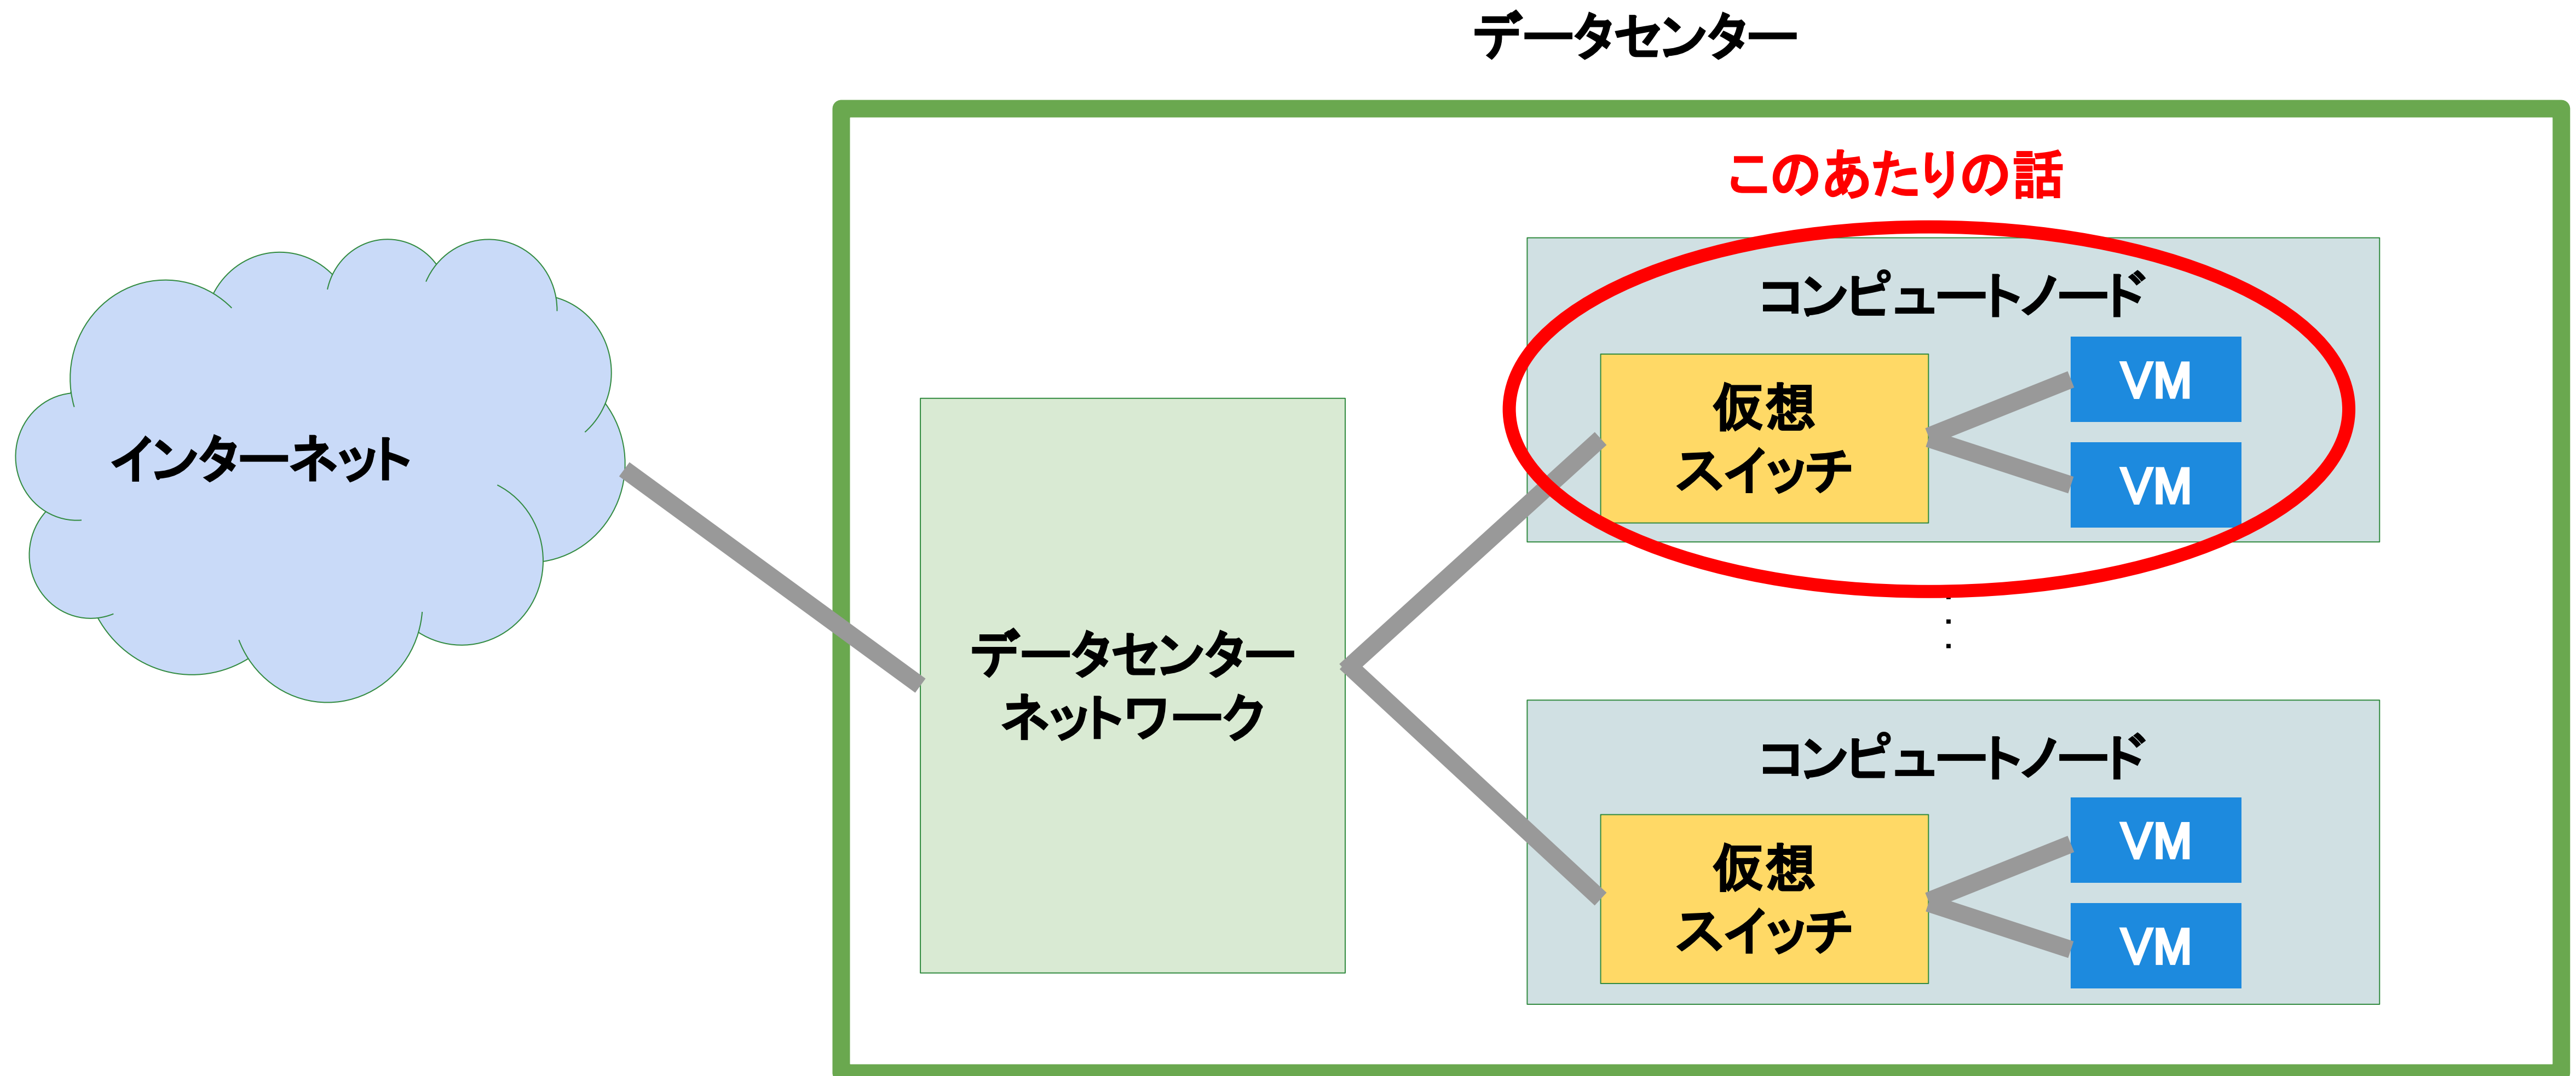 データセンター
このあたりの話
コンピュートノード
仮想
スイッチ
VM
VM
インターネット
データセンター
ネットワーク
コンピュートノード
仮想
スイッチ
VM
VM